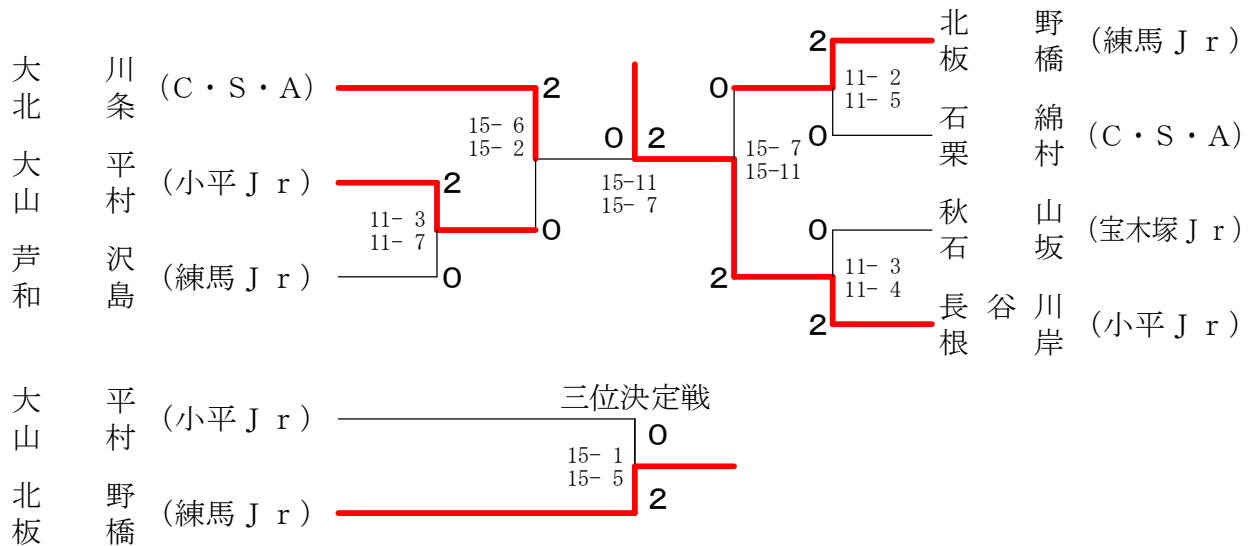 大川
北条 (C・S・A)
大平
山村 (小平Jr)
芦沢
和島 (練馬Jr)
2
15- 6
15- 2
2
11- 3
11- 7
0
0
0 2
15-11
15- 7
北野
板橋 (練馬Jr)
石綿
栗村 (C・S・A)
秋山
石坂 (宝木塚Jr)
長谷川
根岸 (小平Jr)
2
11- 2
11- 5
0
0
15- 7
15-11
2
0
11- 3
11- 4
2
三位決定戦
大平
山村 (小平Jr)
北野
板橋 (練馬Jr)
0
15- 1
15- 5
2